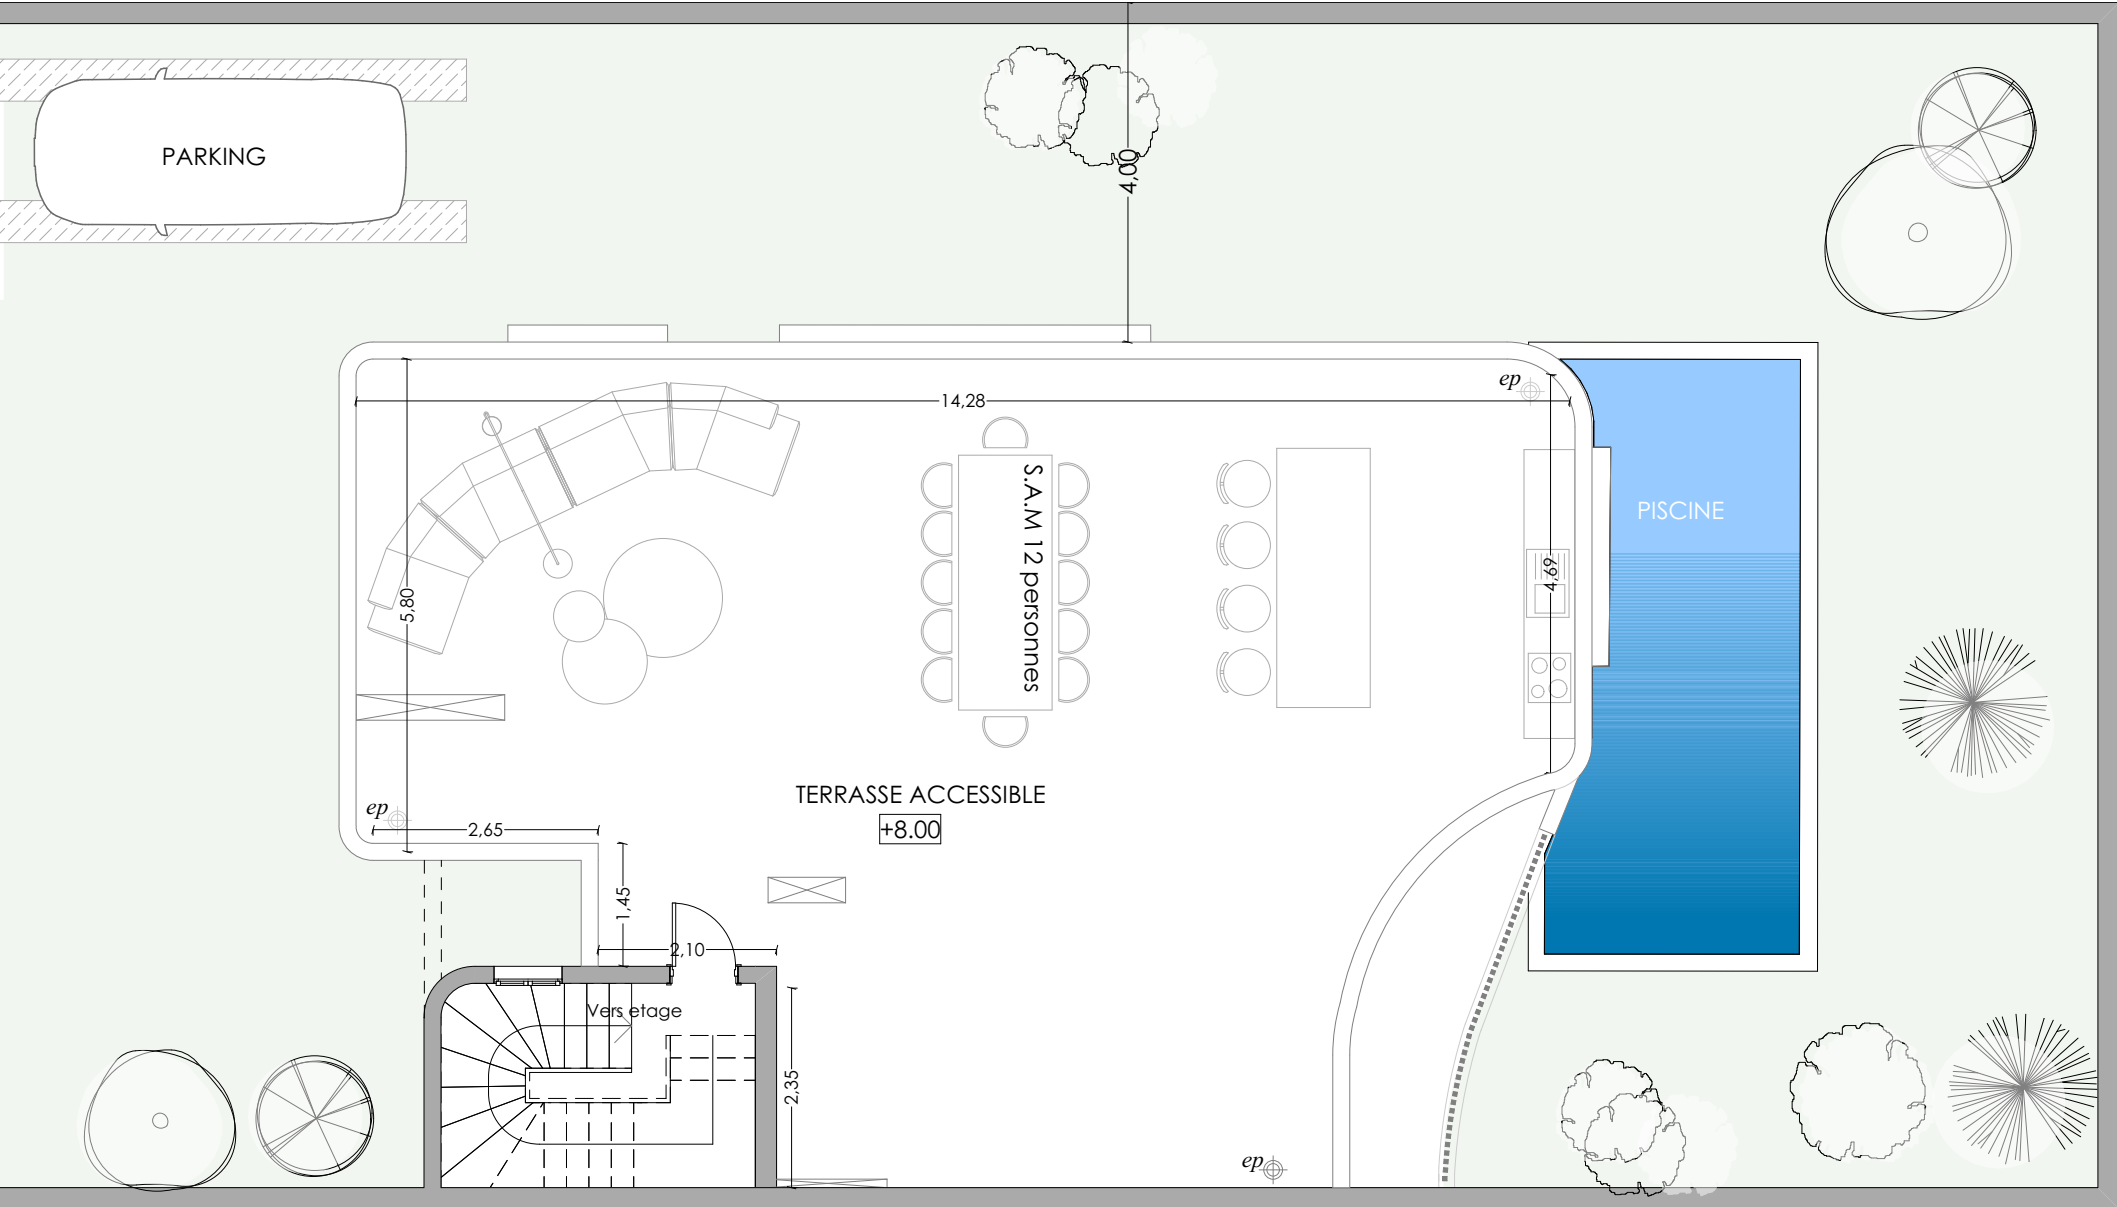 PARKING
4,00
ep
14,28
S.A.M 12 personnes
PISCINE
4,69
5,80
TERRASSE ACCESSIBLE
+8.00
ep
2,65
1,45
2,10
Vers etage
2,35
ep